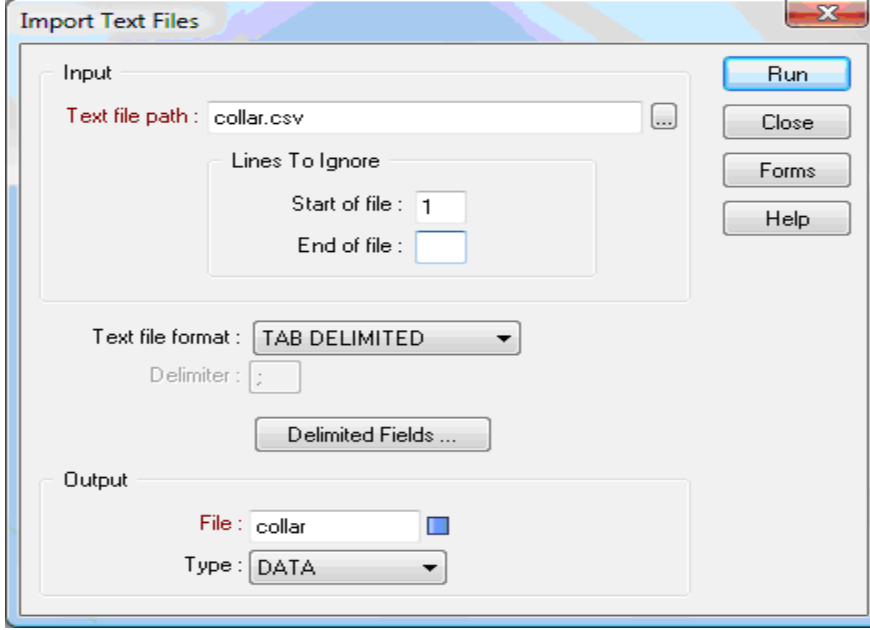 Import Text Files
Input
Run
Text file path : collar.csv ...
Close
Lines To Ignore
Forms
Start of file : 1
Help
End of file :
Text file format : TAB DELIMITED
Delimiter : ;
Delimited Fields ...
Output
File : collar
Type : DATA